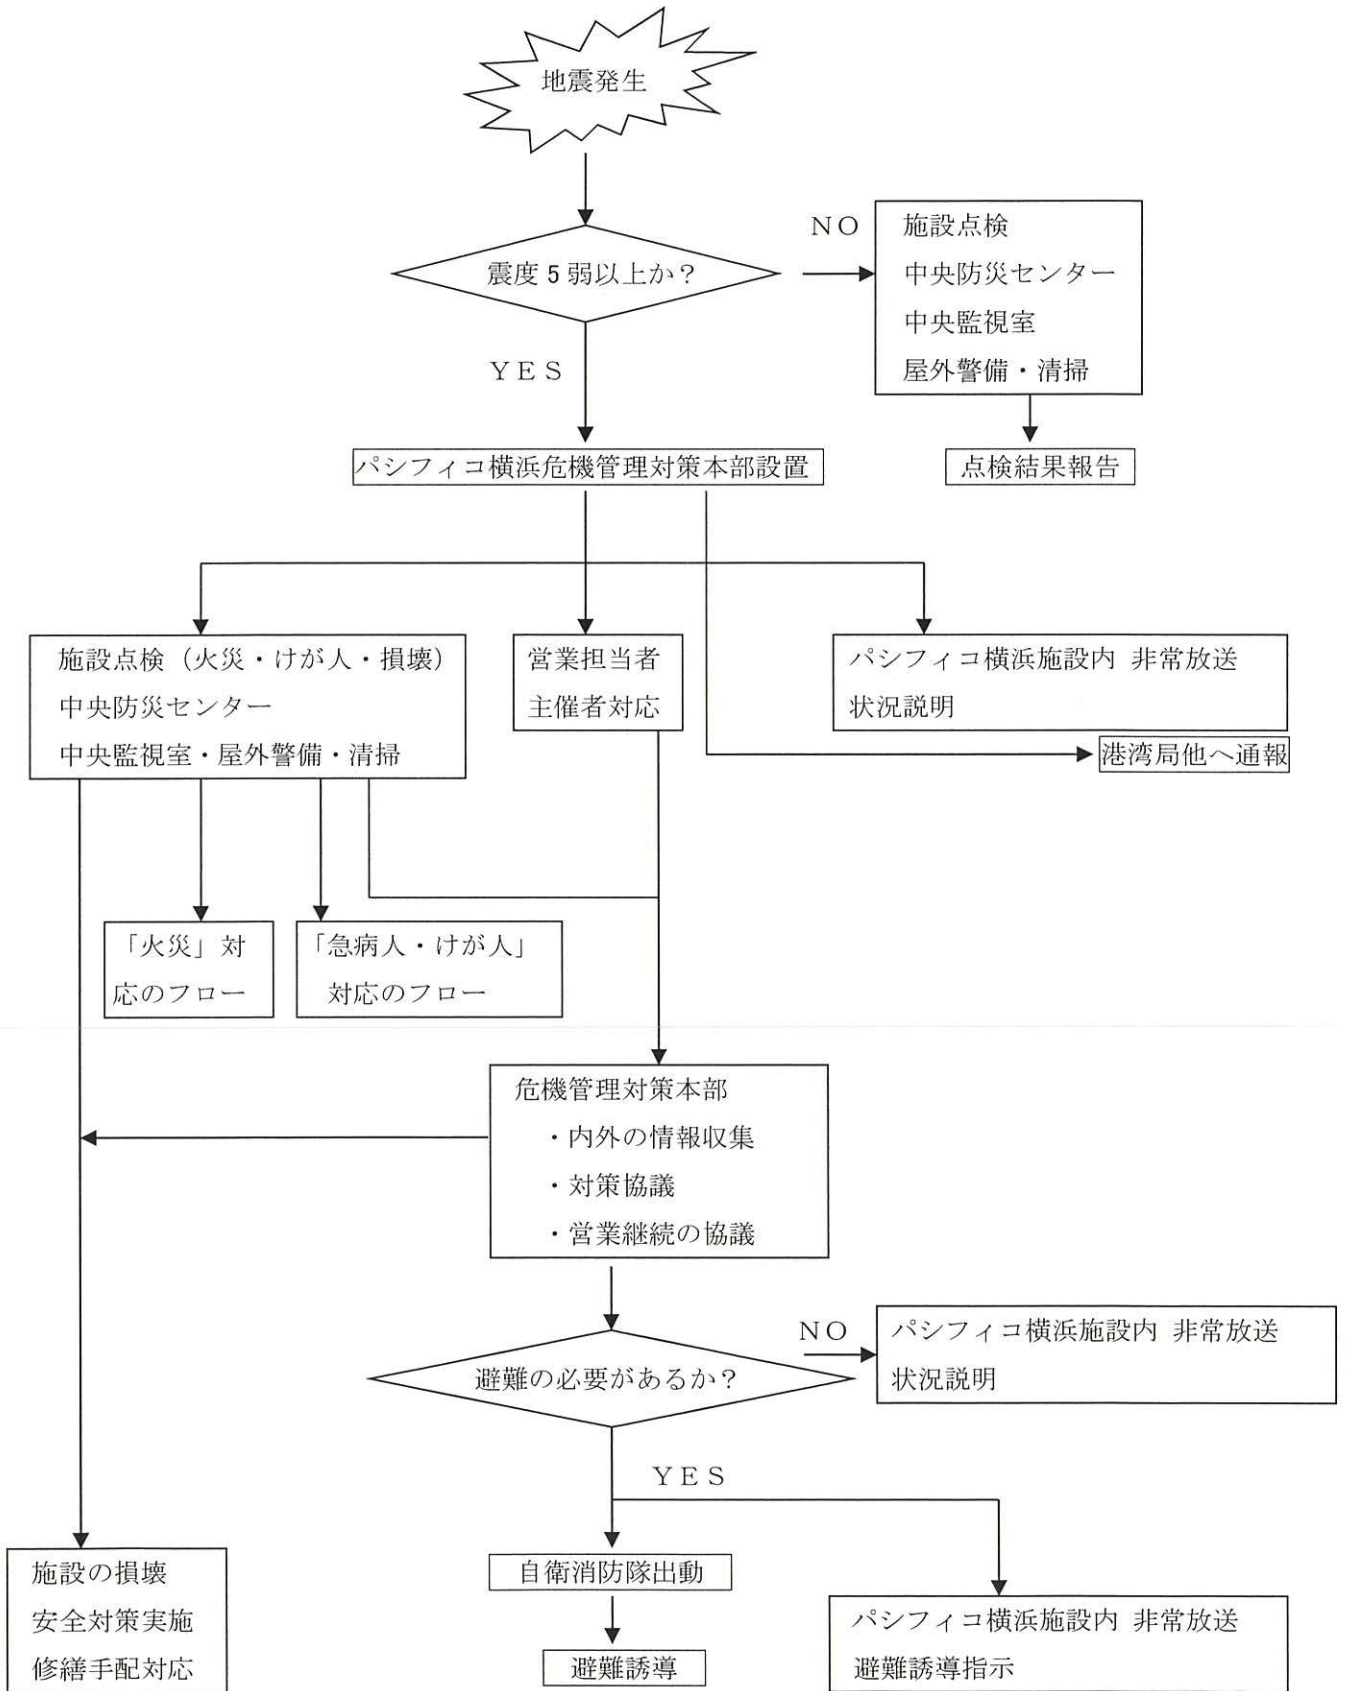 地震発生
震度5弱以上か？
NO
施設点検
中央防災センター
中央監視室
屋外警備・清掃
点検結果報告
YES
パシフィコ横浜危機管理対策本部設置
施設点検（火災・けが人・損壊）
中央防災センター
中央監視室・屋外警備・清掃
営業担当者
主催者対応
パシフィコ横浜施設内 非常放送
状況説明
港湾局他へ通報
「火災」対
応のフロー
「急病人・けが人」
対応のフロー
危機管理対策本部
・内外の情報収集
・対策協議
・営業継続の協議
避難の必要があるか？
NO
パシフィコ横浜施設内 非常放送
状況説明
YES
自衛消防隊出動
避難誘導
パシフィコ横浜施設内 非常放送
避難誘導指示
施設の損壊
安全対策実施
修繕手配対応